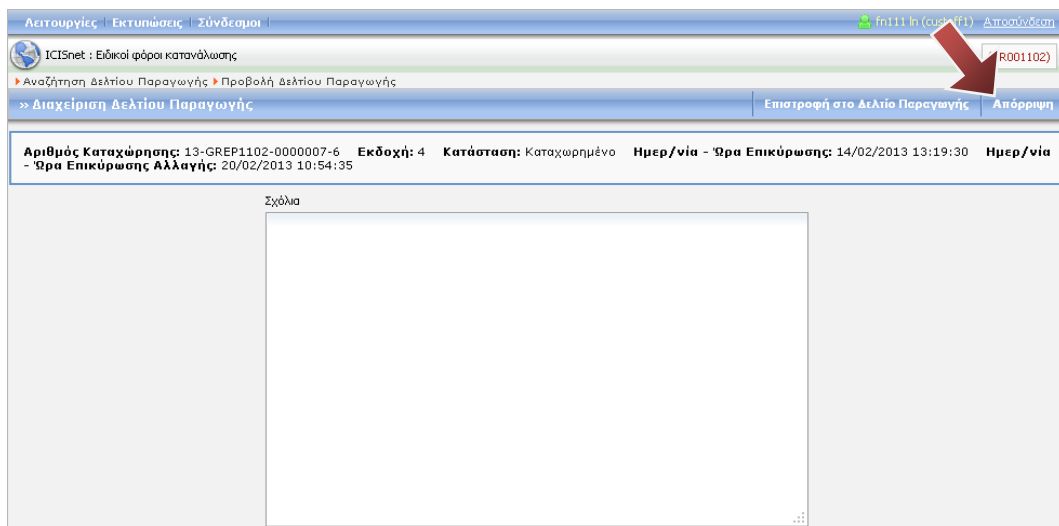 Λειτουργίες | Εκτυπώσεις | Σύνδεσμοι |
fn111 ln (custoff1) Αποσύνδεση
ICISnet : Ειδικοί φόροι κατανάλωσης
R001102)
Αναζήτηση Δελτίου Παραγωγής Προβολή Δελτίου Παραγωγής
» Διαχείριση Δελτίου Παραγωγής
Επιστροφή στο Δελτίο Παραγωγής Απόρριψη
Αριθμός Καταχώρησης: 13-GREP1102-0000007-6 Εκδοχή: 4 Κατάσταση: Καταχωρημένο Ημερ/νία - Ώρα Επικύρωσης: 14/02/2013 13:19:30 Ημερ/νία
- Ώρα Επικύρωσης Αλλαγής: 20/02/2013 10:54:35
Σχόλια